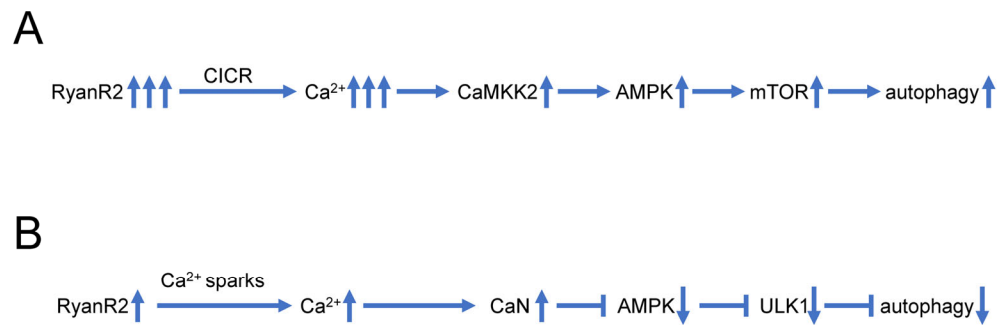 A
CICR
RyanR2 Ca²⁺ CaMKK2 AMPK mTOR autophagy
B
Ca²⁺ sparks
RyanR2 Ca²⁺ CaN AMPK ULK1 autophagy